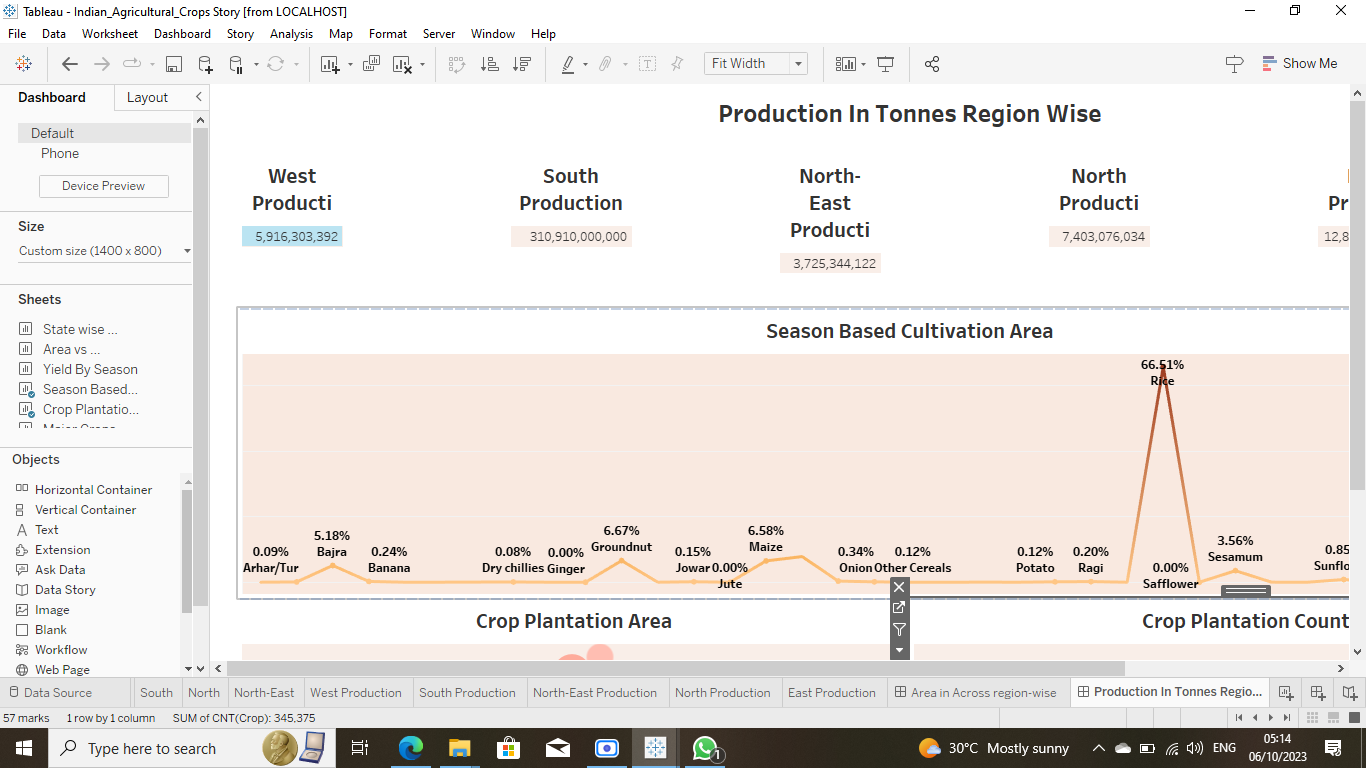 Tableau - Indian_Agricultural_Crops Story [from LOCALHOST]
File Data Worksheet Dashboard Story Analysis Map Format Server Window Help
Fit Width
Show Me
Dashboard Layout
Default
Phone
Device Preview
Size
Custom size (1400 x 800)
Sheets
State wise ...
Area vs ...
Yield By Season
Season Based...
Crop Plantatio...
Objects
Horizontal Container
Vertical Container
Text
Extension
Ask Data
Data Story
Image
Blank
Workflow
Web Page
Production In Tonnes Region Wise
West
Producti
5,916,303,392
South
Production
310,910,000,000
North-
East
Producti
3,725,344,122
North
Producti
7,403,076,034
Pr
12,8
Season Based Cultivation Area
66.51%
Rice
0.09%
Arhar/Tur
5.18%
Bajra
0.24%
Banana
0.08%
Dry chillies
0.00%
Ginger
6.67%
Groundnut
0.15%
Jowar
0.00%
Jute
6.58%
Maize
0.34%
Onion
0.12%
Other Cereals
0.12%
Potato
0.20%
Ragi
0.00%
Safflower
3.56%
Sesamum
0.85
Sunflo
Crop Plantation Area
Crop Plantation Count
Data Source South North North-East West Production South Production North-East Production North Production East Production Area in Across region-wise Production In Tonnes Regio...
57 marks 1 row by 1 column SUM of CNT(Crop): 345,375
Type here to search
1
30°C Mostly sunny
ENG
05:14
06/10/2023